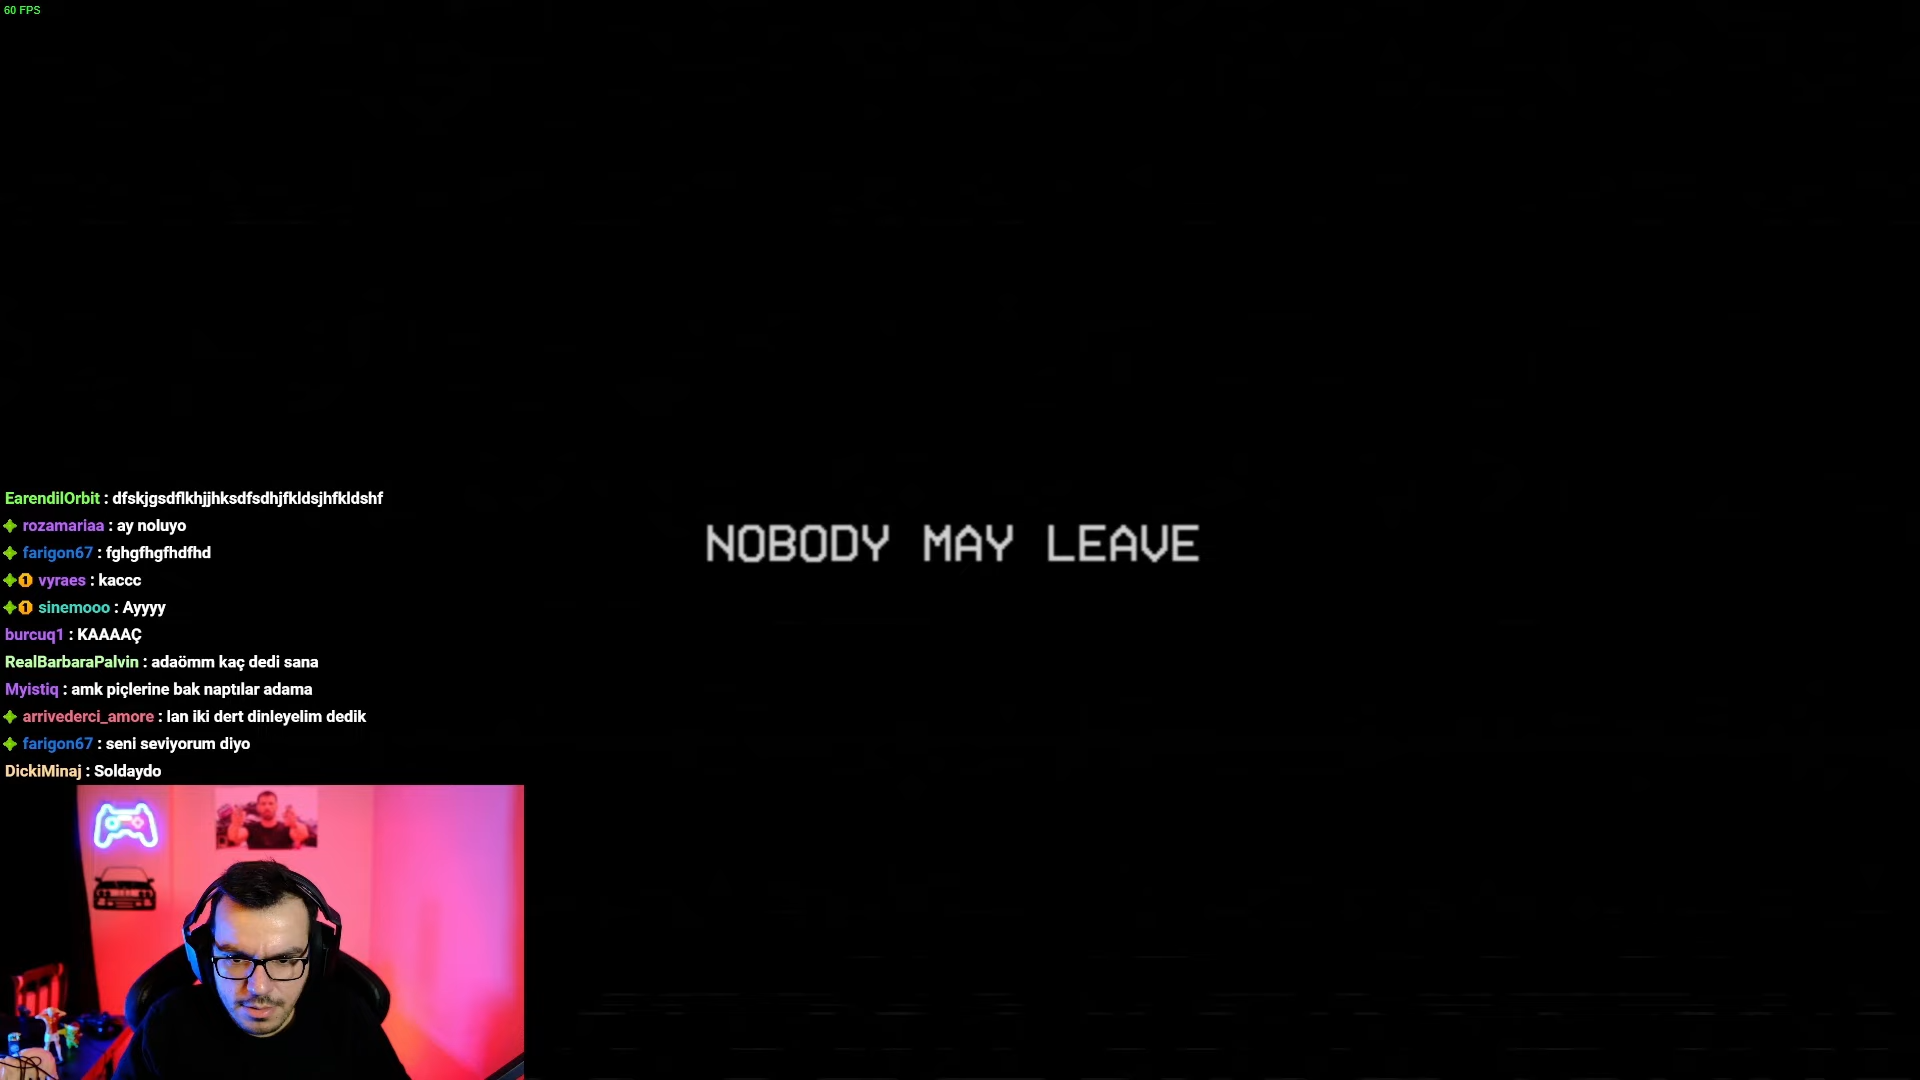 60 FPS
EarendilOrbit : dfskjgsdflkhjjhksdfsdhjfkldsjhfkldshf
rozamariaa : ay noluyo
farigon67 : fghgfhgfhdfhd
1 vyraes : kaccc
1 sinemooo : Ayyyy
burcuq1 : KAAAAÇ
RealBarbaraPalvin : adaömm kaç dedi sana
Myistiq : amk piçlerine bak naptılar adama
arrivederci_amore : lan iki dert dinleyelim dedik
farigon67 : seni seviyorum diyo
DickiMinaj : Soldaydo
NOBODY MAY LEAVE